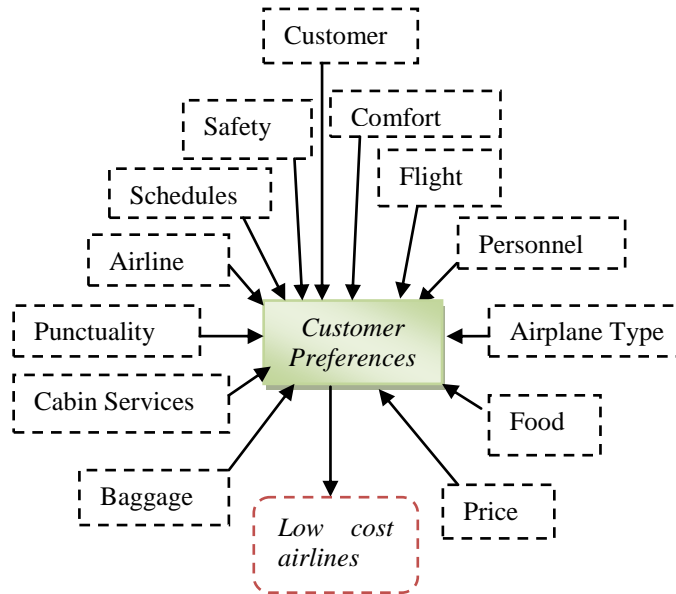 Customer
Safety
Comfort
Schedules
Flight
Airline
Personnel
Punctuality
Customer
Preferences
Airplane Type
Cabin Services
Food
Baggage
Price
Low cost
airlines